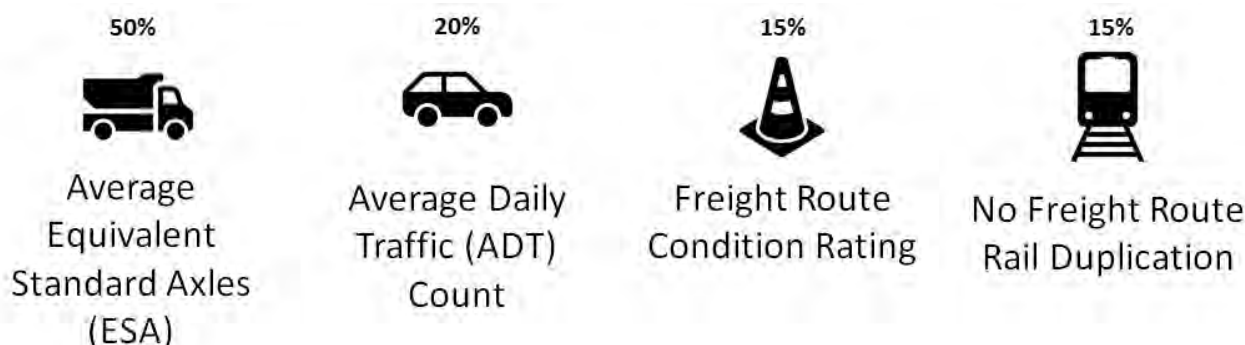 50%
Average
Equivalent
Standard Axles
(ESA)
20%
Average Daily
Traffic (ADT)
Count
15%
Freight Route
Condition Rating
15%
No Freight Route
Rail Duplication